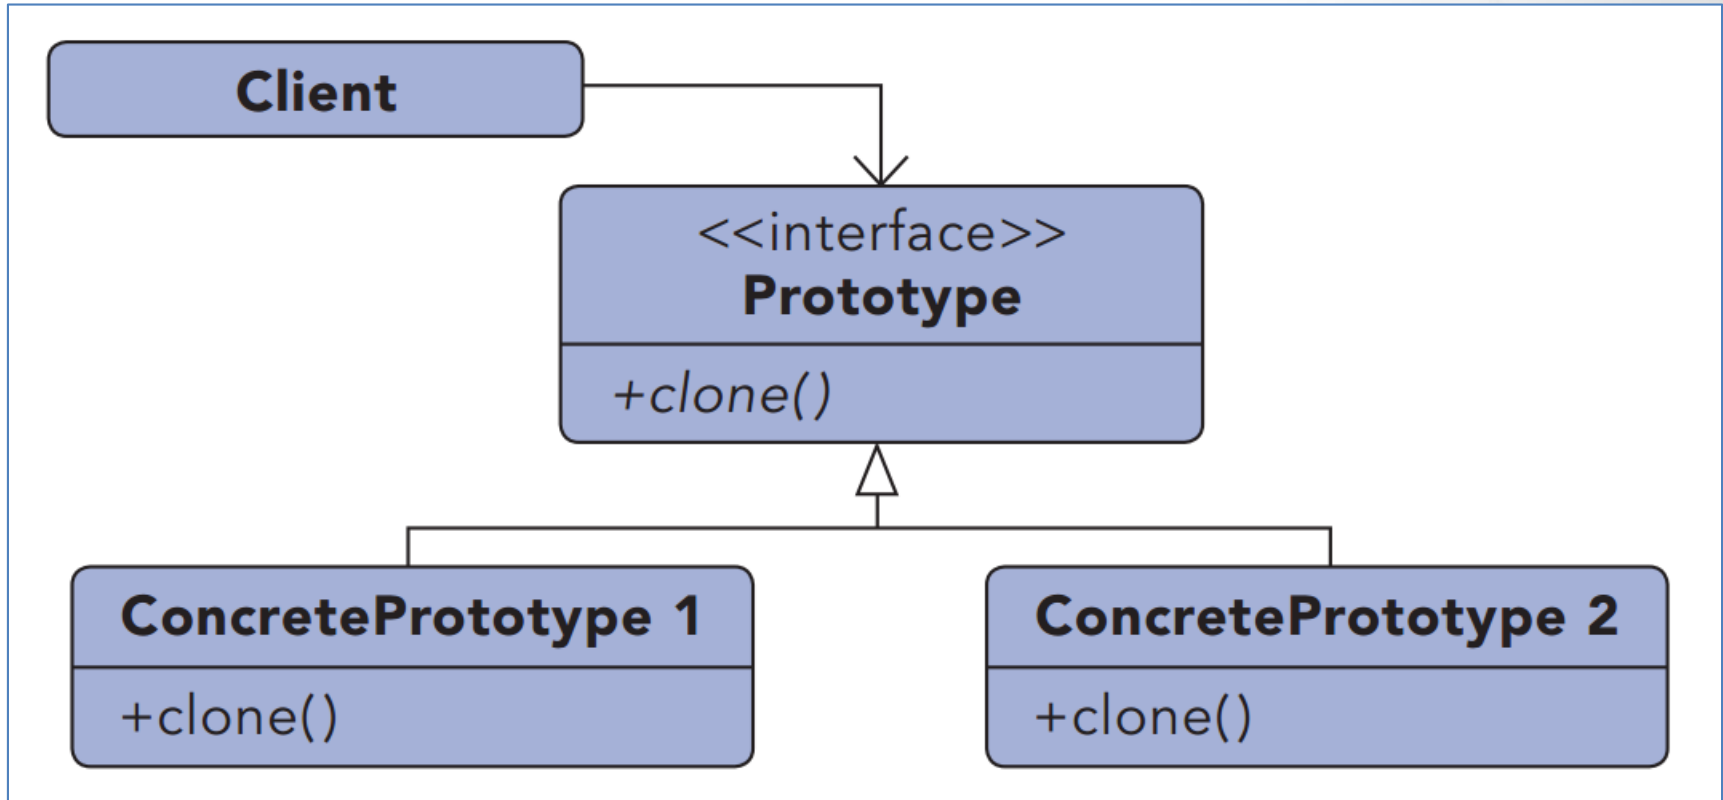 Client
<<interface>>
Prototype
+clone()
ConcretePrototype 1
+clone()
ConcretePrototype 2
+clone()